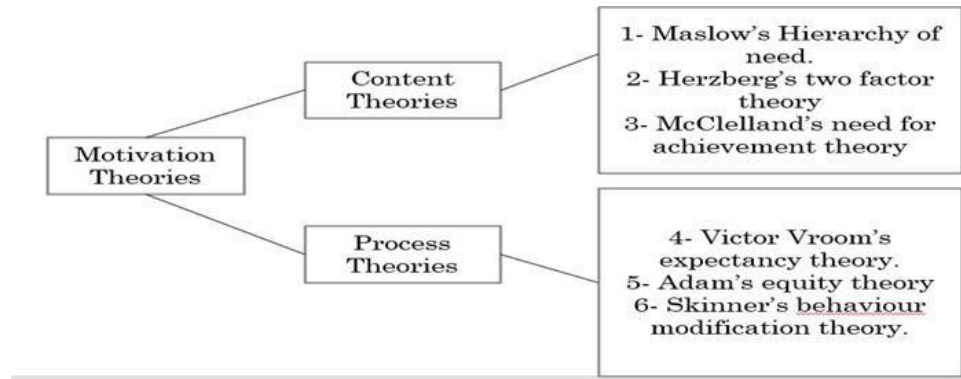 Motivation
Theories
Content
Theories
1- Maslow's Hierarchy of
need.
2- Herzberg's two factor
theory
3- McClelland's need for
achievement theory
Process
Theories
4- Victor Vroom's
expectancy theory.
5- Adam's equity theory
6- Skinner's behaviour
modification theory.